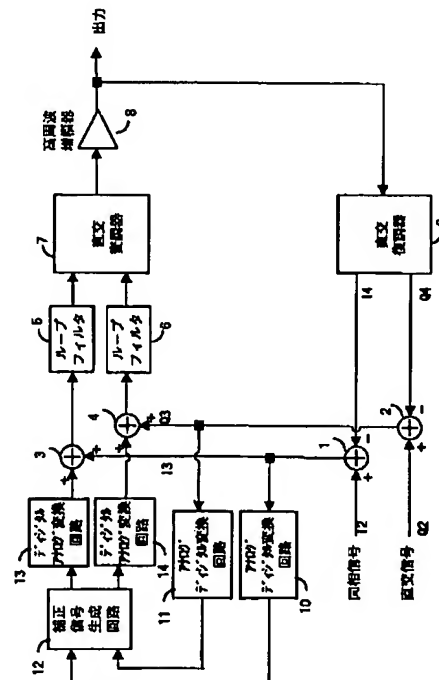 出力
高周波
増幅器
8
7
直交
変調器
5
ループ
フィルタ
6
ループ
フィルタ
直交
復調器
I4
Q4
3
4
Q3
I3
1
2
13
ディジタル
アナログ変換
回路
ディジタル
アナログ変換
回路
14
12
補正
信号
生成
回路
アナログ
ディジタル変換
回路
11
アナログ
ディジタル変換
回路
10
同相信号
I2
直交信号
Q2